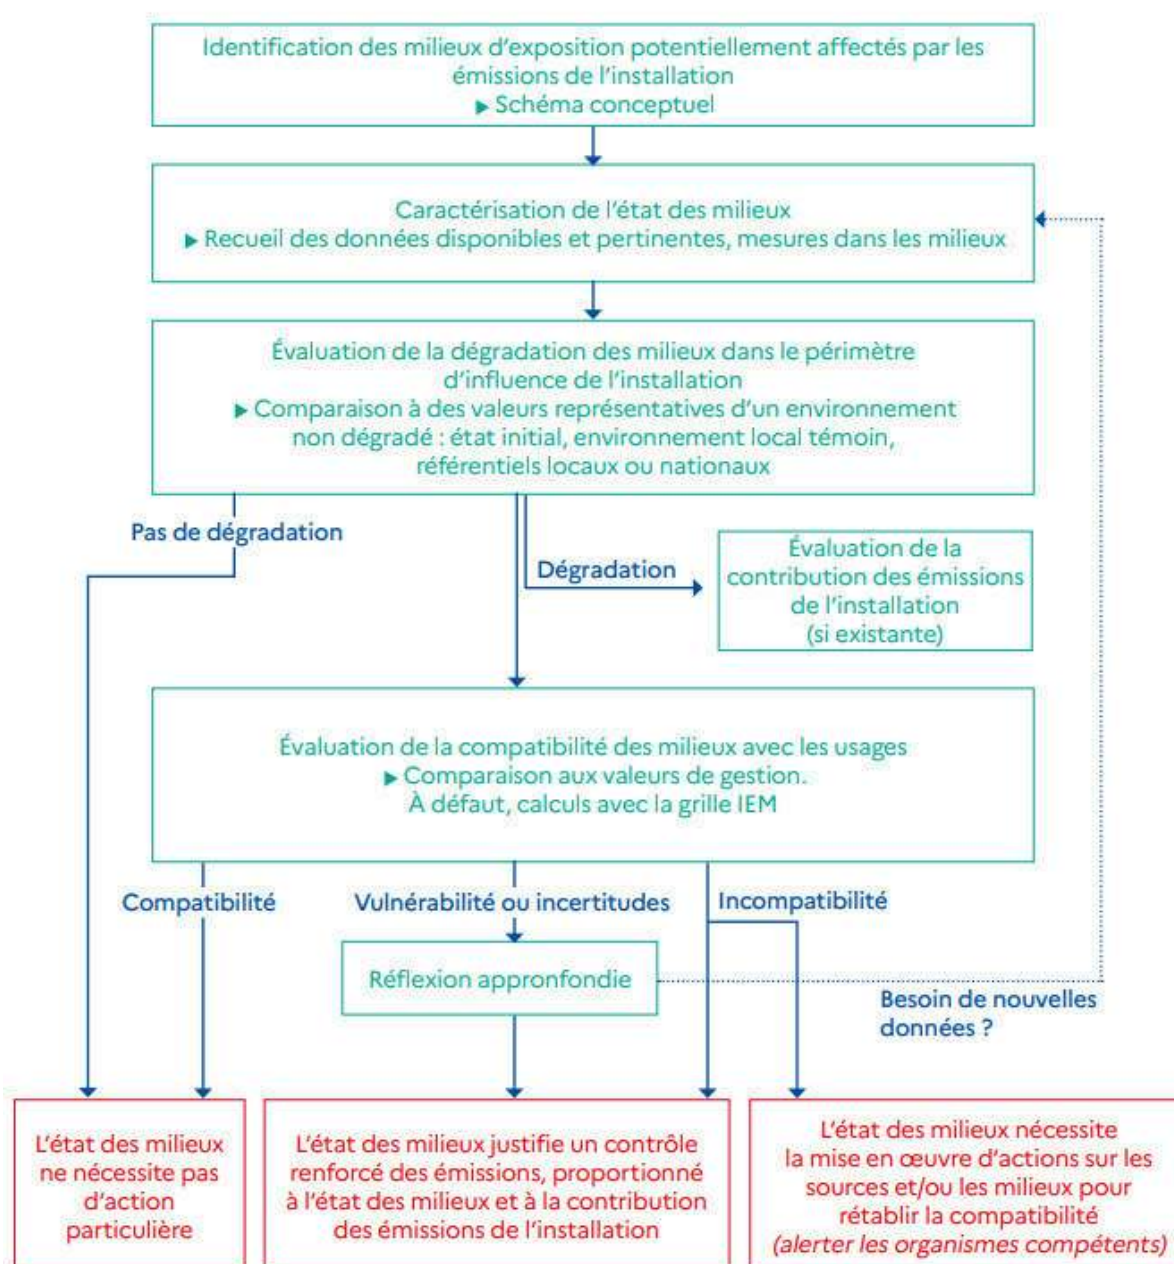 Identification des milieux d'exposition potentiellement affectés par les
émissions de l'installation
▶ Schéma conceptuel
Caractérisation de l'état des milieux
▶ Recueil des données disponibles et pertinentes, mesures dans les milieux
Évaluation de la dégradation des milieux dans le périmètre
d'influence de l'installation
▶ Comparaison à des valeurs représentatives d'un environnement
non dégradé : état initial, environnement local témoin,
référentiels locaux ou nationaux
Pas de dégradation
Dégradation
Évaluation de la
contribution des émissions
de l'installation
(si existante)
Évaluation de la compatibilité des milieux avec les usages
▶ Comparaison aux valeurs de gestion.
À défaut, calculs avec la grille IEM
Compatibilité
Vulnérabilité ou incertitudes
Incompatibilité
Réflexion appronfondie
Besoin de nouvelles
données ?
L'état des milieux
ne nécessite pas
d'action
particulière
L'état des milieux justifie un contrôle
renforcé des émissions, proportionné
à l'état des milieux et à la contribution
des émissions de l'installation
L'état des milieux nécessite
la mise en œuvre d'actions sur les
sources et/ou les milieux pour
rétablir la compatibilité
(alerter les organismes compétents)